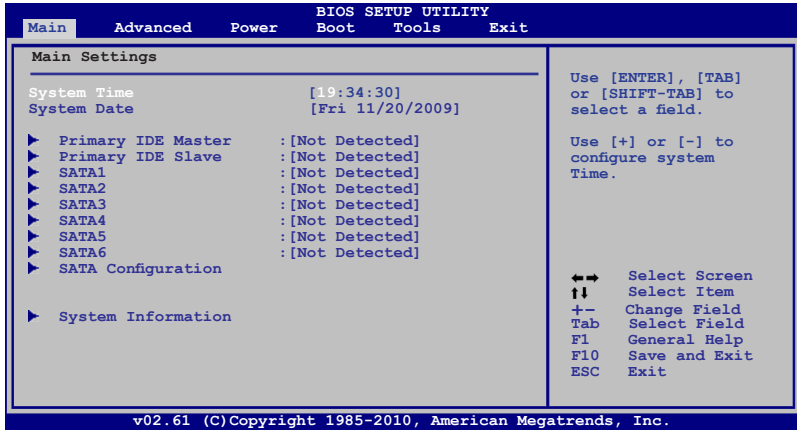 BIOS SETUP UTILITY
Main Advanced Power Boot Tools Exit
Main Settings
System Time [19:34:30]
System Date [Fri 11/20/2009]
Primary IDE Master :[Not Detected]
Primary IDE Slave :[Not Detected]
SATA1 :[Not Detected]
SATA2 :[Not Detected]
SATA3 :[Not Detected]
SATA4 :[Not Detected]
SATA5 :[Not Detected]
SATA6 :[Not Detected]
SATA Configuration
System Information
Use [ENTER], [TAB]
or [SHIFT-TAB] to
select a field.
Use [+] or [-] to
configure system
Time.
←→ Select Screen
↑↓ Select Item
+- Change Field
Tab Select Field
F1 General Help
F10 Save and Exit
ESC Exit
v02.61 (C)Copyright 1985-2010, American Megatrends, Inc.